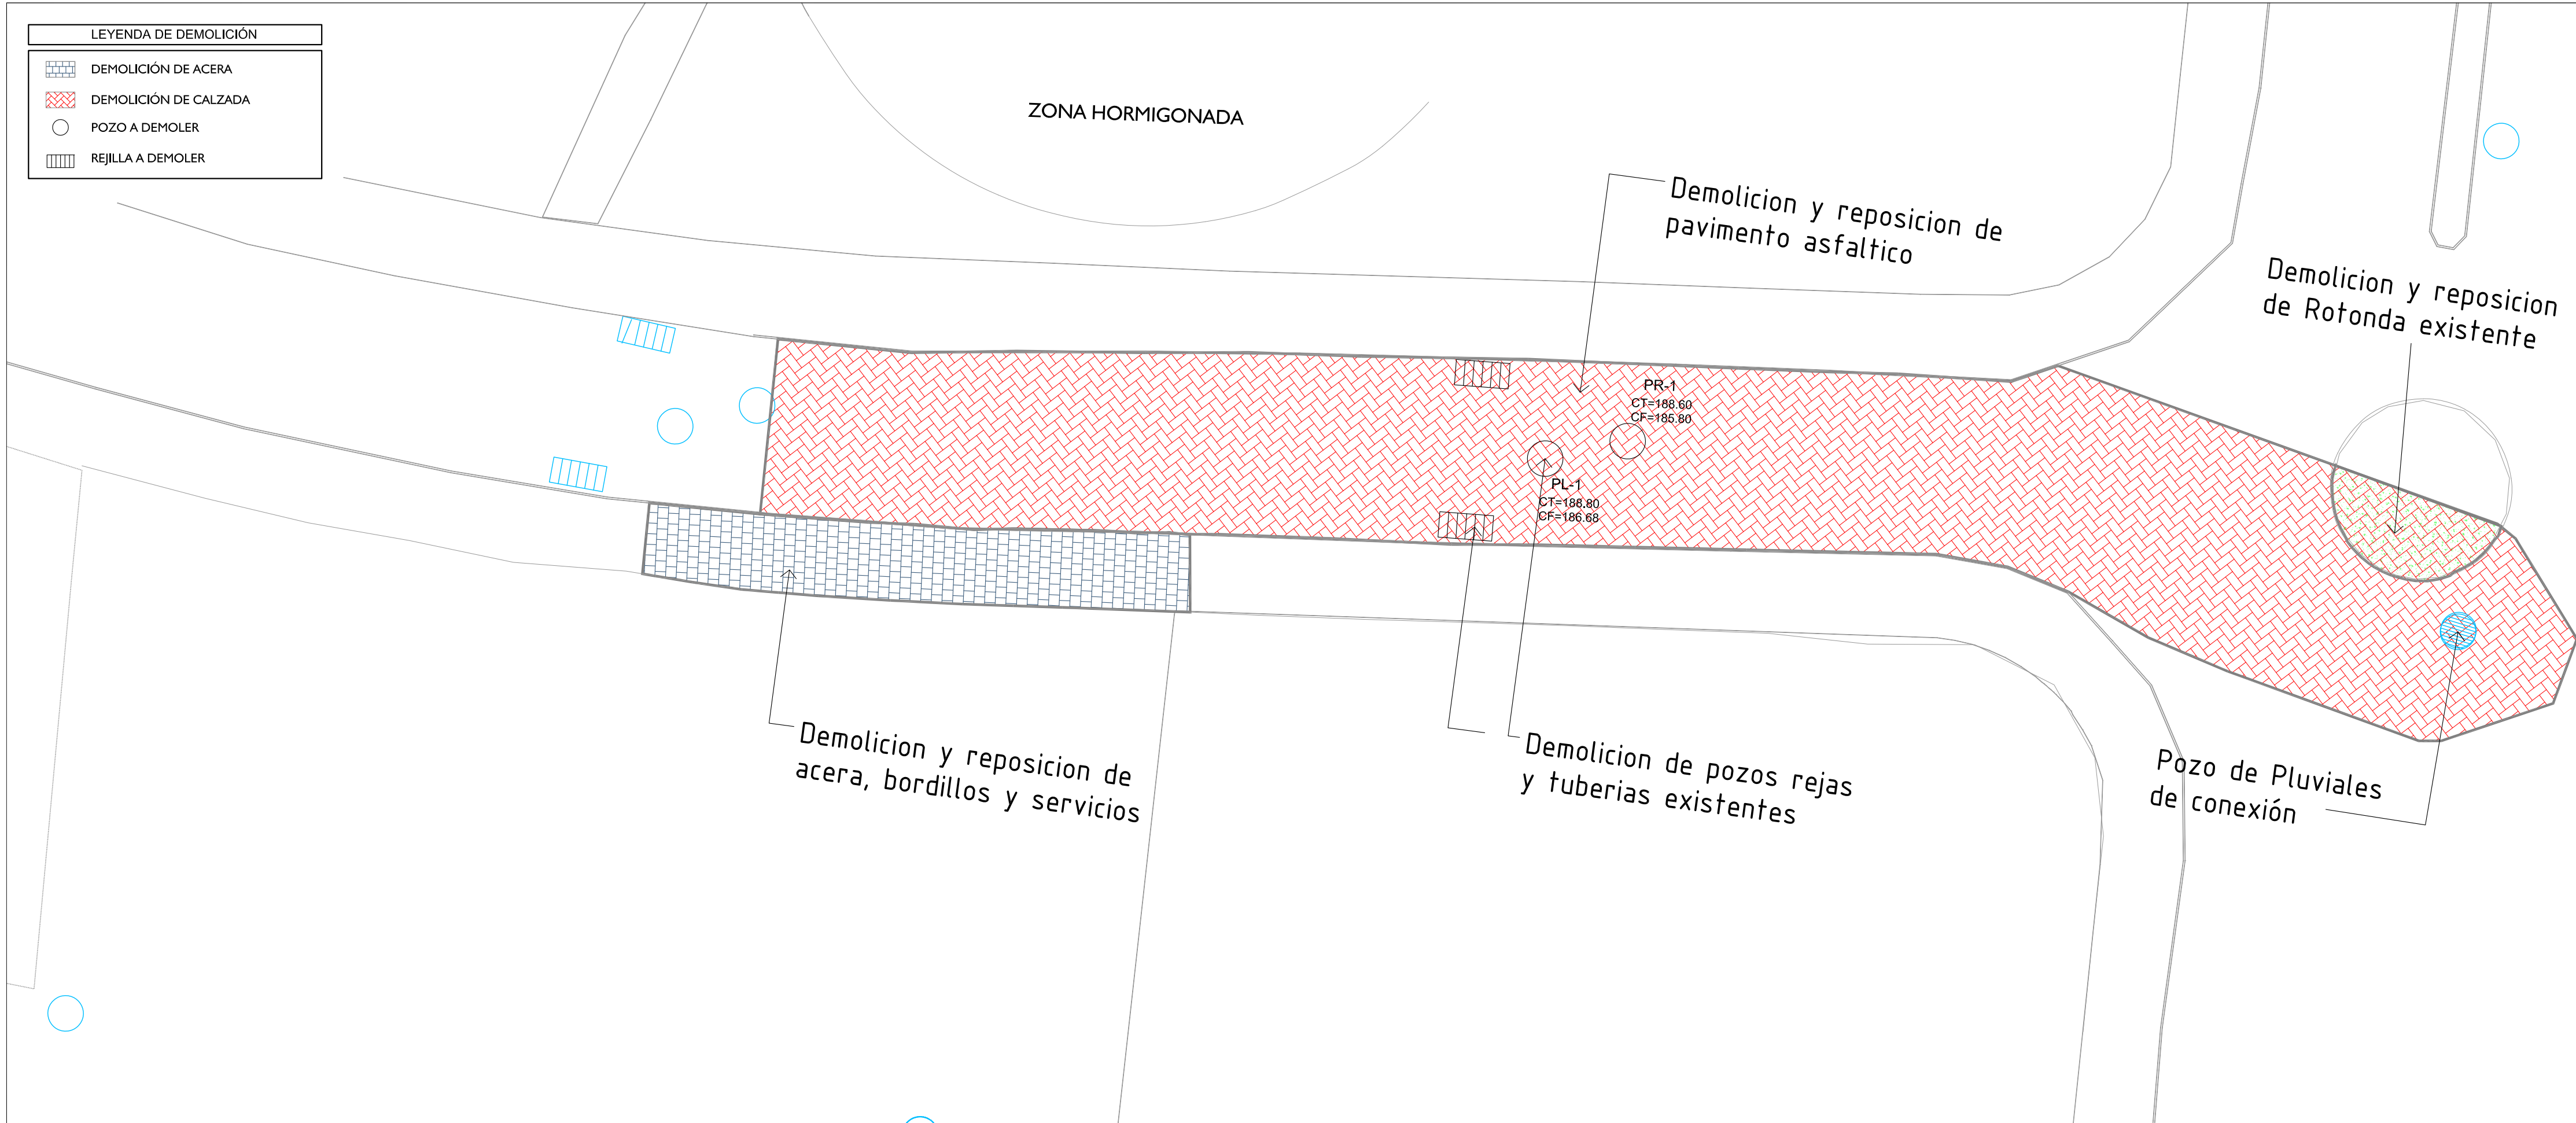 LEYENDA DE DEMOLICIÓN
DEMOLICIÓN DE ACERA
DEMOLICIÓN DE CALZADA
POZO A DEMOLER
REJILLA A DEMOLER
ZONA HORMIGONADA
Demolicion y reposicion de
pavimento asfaltico
Demolicion y reposicion
de Rotonda existente
PR-1
CT=188.60
CF=185.80
PL-1
CT=188.80
CF=186.68
Demolicion y reposicion de
acera, bordillos y servicios
Demolicion de pozos rejas
y tuberias existentes
Pozo de Pluviales
de conexión